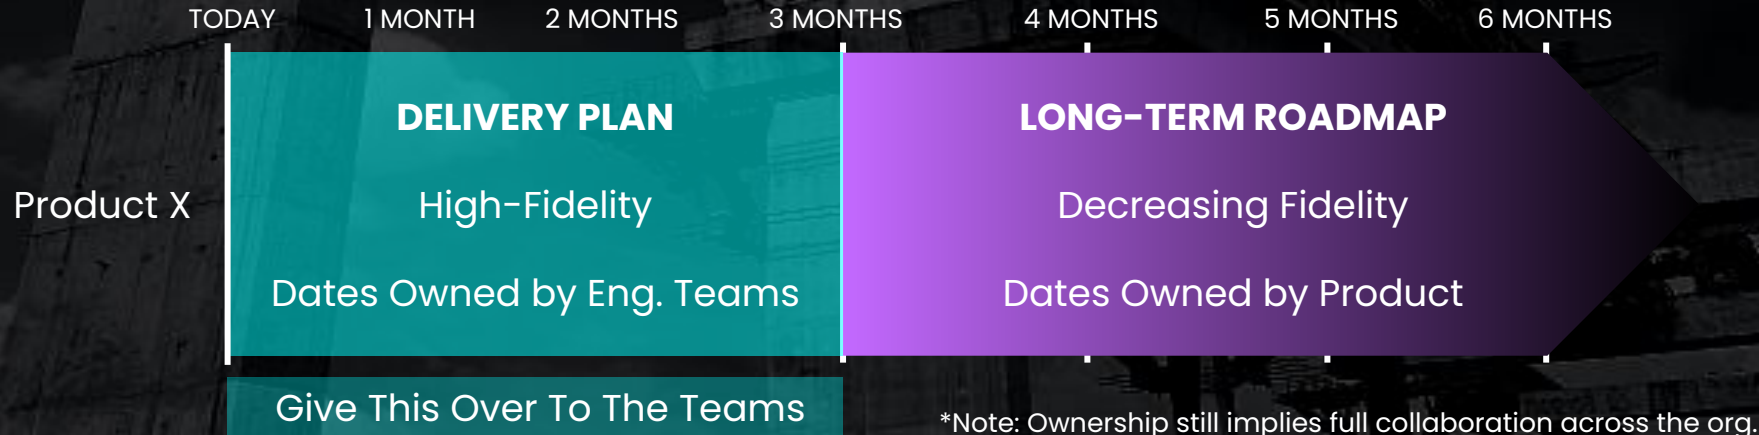 TODAY 1 MONTH 2 MONTHS 3 MONTHS 4 MONTHS 5 MONTHS 6 MONTHS
DELIVERY PLAN
LONG-TERM ROADMAP
Product X
High-Fidelity
Decreasing Fidelity
Dates Owned by Eng. Teams
Dates Owned by Product
Give This Over To The Teams
*Note: Ownership still implies full collaboration across the org.